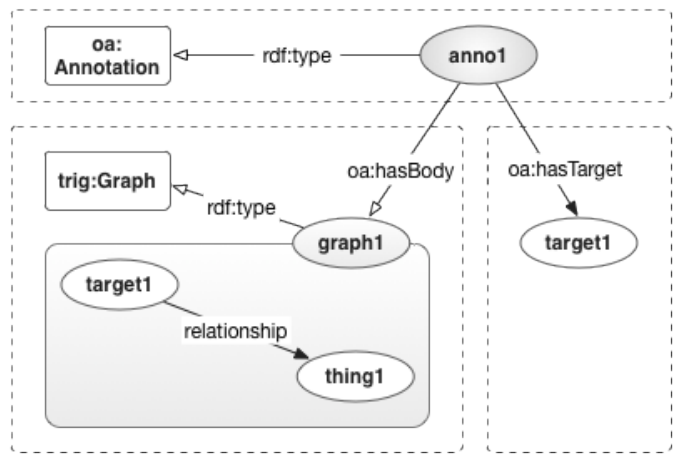 oa:
Annotation
rdf:type
anno1
oa:hasBody
oa:hasTarget
trig:Graph
rdf:type
graph1
target1
target1
relationship
thing1